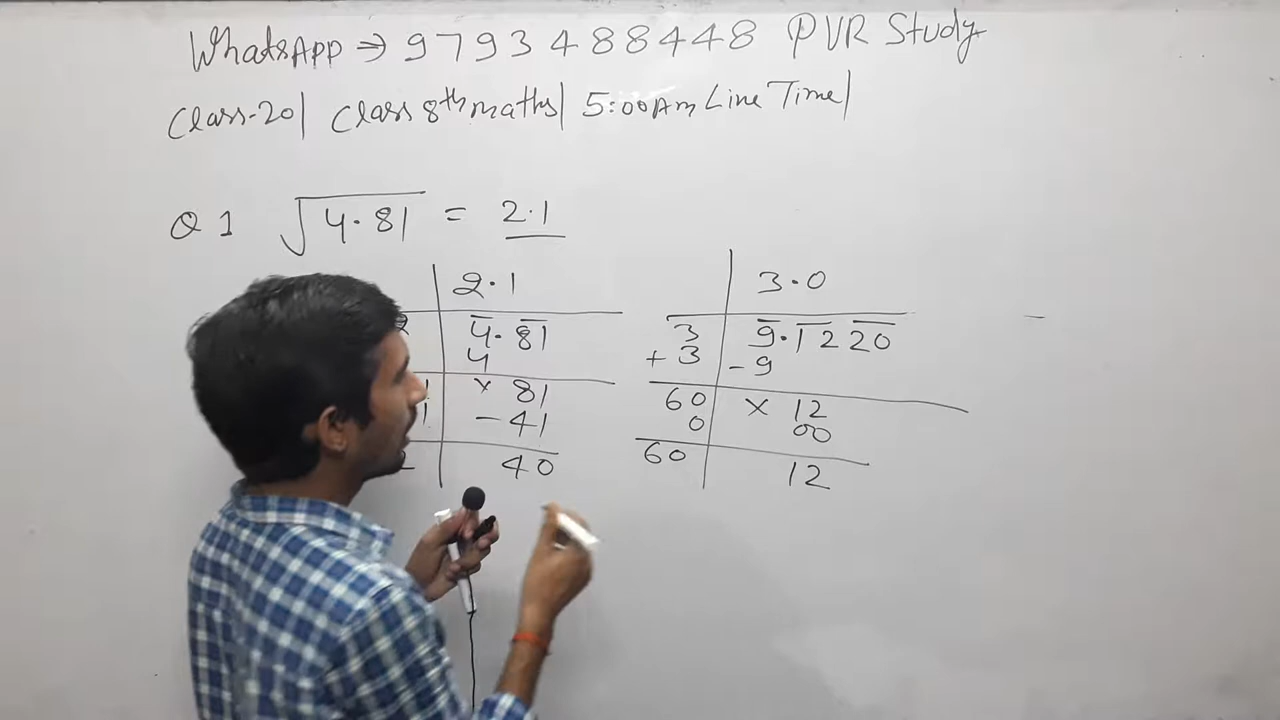 WhatsApp ⇒ 9793488448 PVR Study
Class-20| Class 8th maths| 5:00Am Line Time|
Q 1 √4.81 = 2.1
2.1
4.81
4
× 81
1 - 41
40
3.0
3 9.1220
+ 3 - 9
60 × 12
0 00
60 12